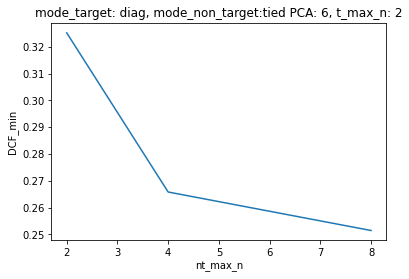 mode_target: diag, mode_non_target:tied PCA: 6, t_max_n: 2
0.32
0.31
0.30
0.29
0.28
0.27
0.26
0.25
DCF_min
2 3 4 5 6 7 8
nt_max_n